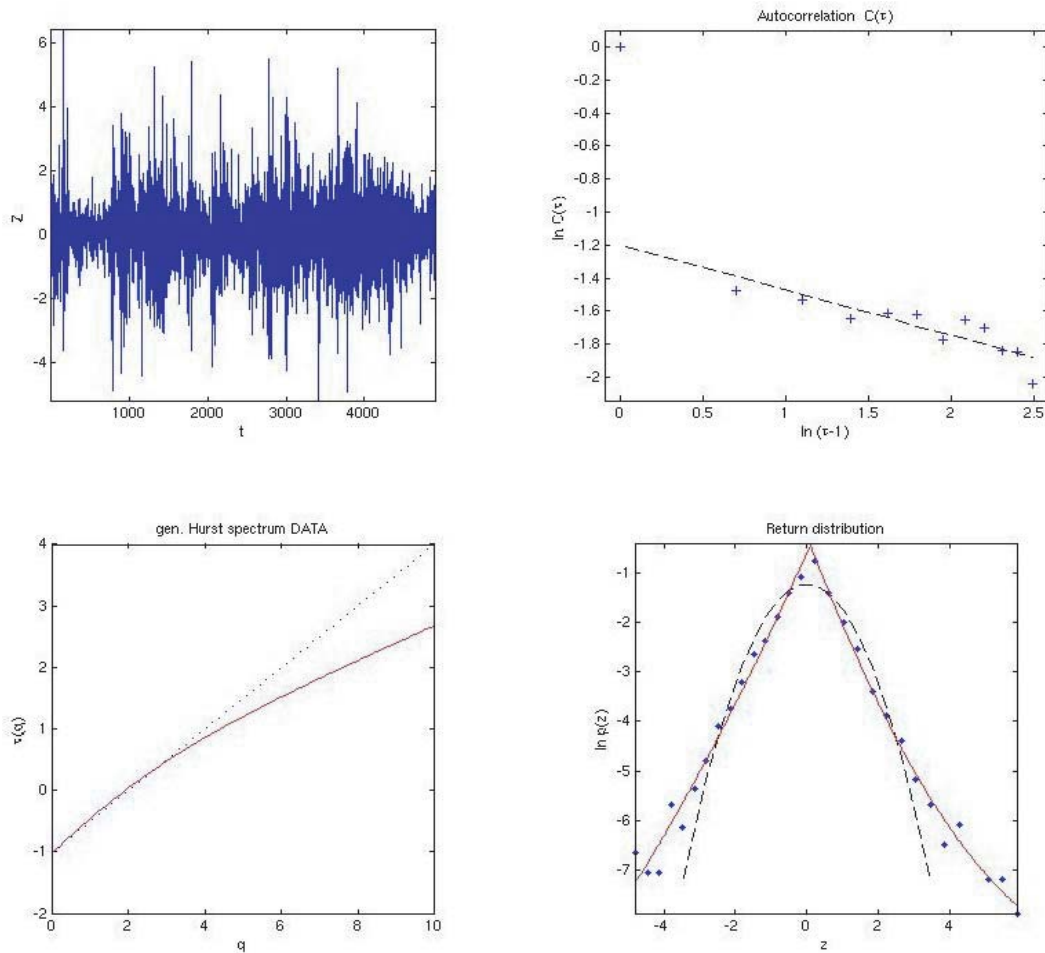 6
4
2
0
-2
-4
1000 2000 3000 4000
t
Z
Autocorrelation C(τ)
0
-0.2
-0.4
-0.6
-0.8
-1
-1.2
-1.4
-1.6
-1.8
-2
0 0.5 1 1.5 2 2.5
ln (τ-1)
ln C(τ)
gen. Hurst spectrum DATA
4
3
2
1
0
-1
-2
0 2 4 6 8 10
q
τ(q)
Return distribution
-1
-2
-3
-4
-5
-6
-7
-4 -2 0 2 4
z
ln p(z)